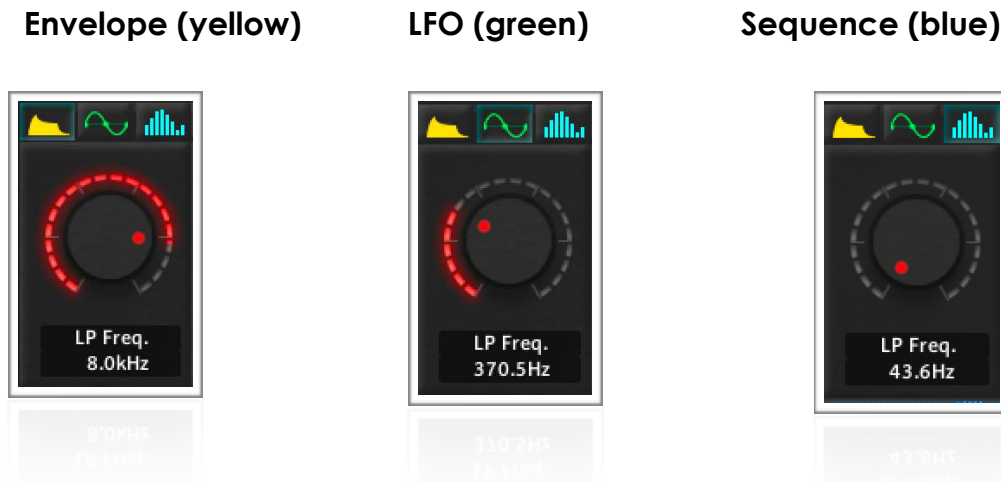 Envelope (yellow) LFO (green) Sequence (blue)
LP Freq.
8.0kHz
LP Freq.
370.5Hz
LP Freq.
43.6Hz